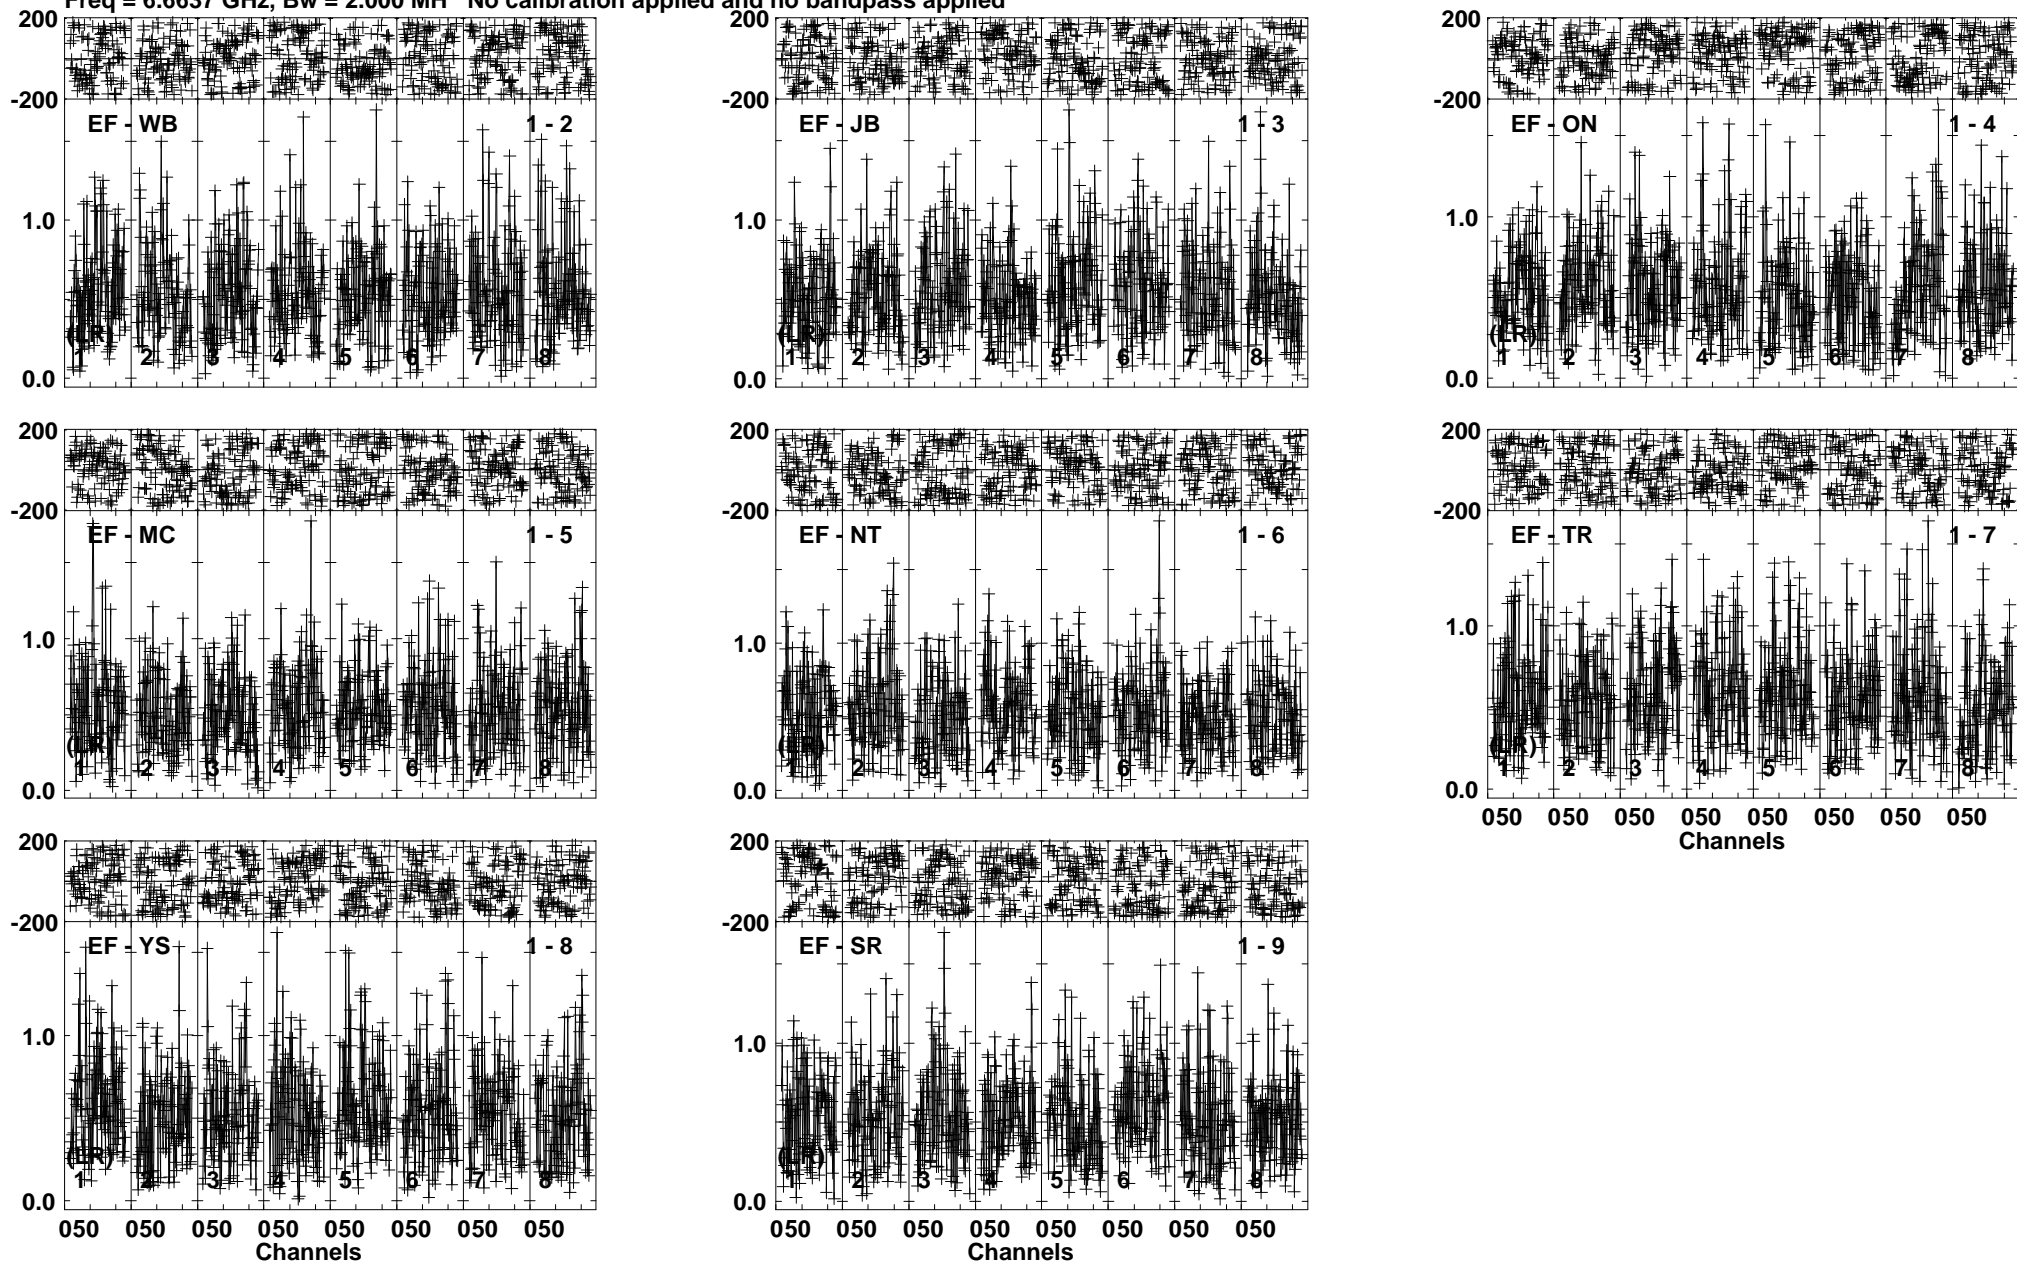 Freq = 6.6637 GHz, Bw = 2.000 MH No calibration applied and no bandpass applied
200 200 200
-200 -200 -200
EF - WB 1 - 2 EF - JB 1 - 3 EF - ON 1 - 4
1.0 1.0 1.0
(LR) (LR) (LR)
1 2 3 4 5 6 7 8 1 2 3 4 5 6 7 8 1 2 3 4 5 6 7 8
0.0 0.0 0.0
200 200 200
-200 -200 -200
EF - MC 1 - 5 EF - NT 1 - 6 EF - TR 1 - 7
1.0 1.0 1.0
(LR) (LR) (LR)
1 2 3 4 5 6 7 8 1 2 3 4 5 6 7 8 1 2 3 4 5 6 7 8
0.0 0.0 0.0
050 050 050 050 050 050 050 050
Channels
200 200
-200 -200
EF - YS 1 - 8 EF - SR 1 - 9
1.0 1.0
(LR) (LR)
1 2 3 4 5 6 7 8 1 2 3 4 5 6 7 8
0.0 0.0
050 050 050 050 050 050 050 050 050 050 050 050 050 050 050 050
Channels Channels